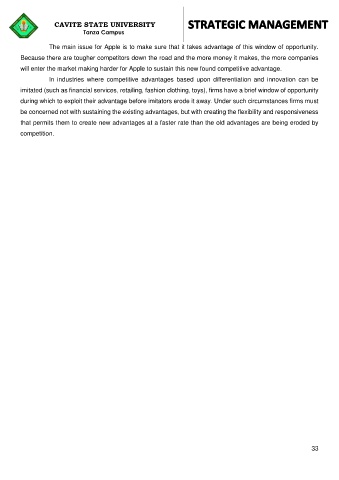 CAVITE STATE UNIVERSITY
Tanza Campus
STRATEGIC MANAGEMENT
The main issue for Apple is to make sure that it takes advantage of this window of opportunity.
Because there are tougher competitors down the road and the more money it makes, the more companies
will enter the market making harder for Apple to sustain this new found competitive advantage.
In industries where competitive advantages based upon differentiation and innovation can be
imitated (such as financial services, retailing, fashion clothing, toys), firms have a brief window of opportunity
during which to exploit their advantage before imitators erode it away. Under such circumstances firms must
be concerned not with sustaining the existing advantages, but with creating the flexibility and responsiveness
that permits them to create new advantages at a faster rate than the old advantages are being eroded by
competition.
33